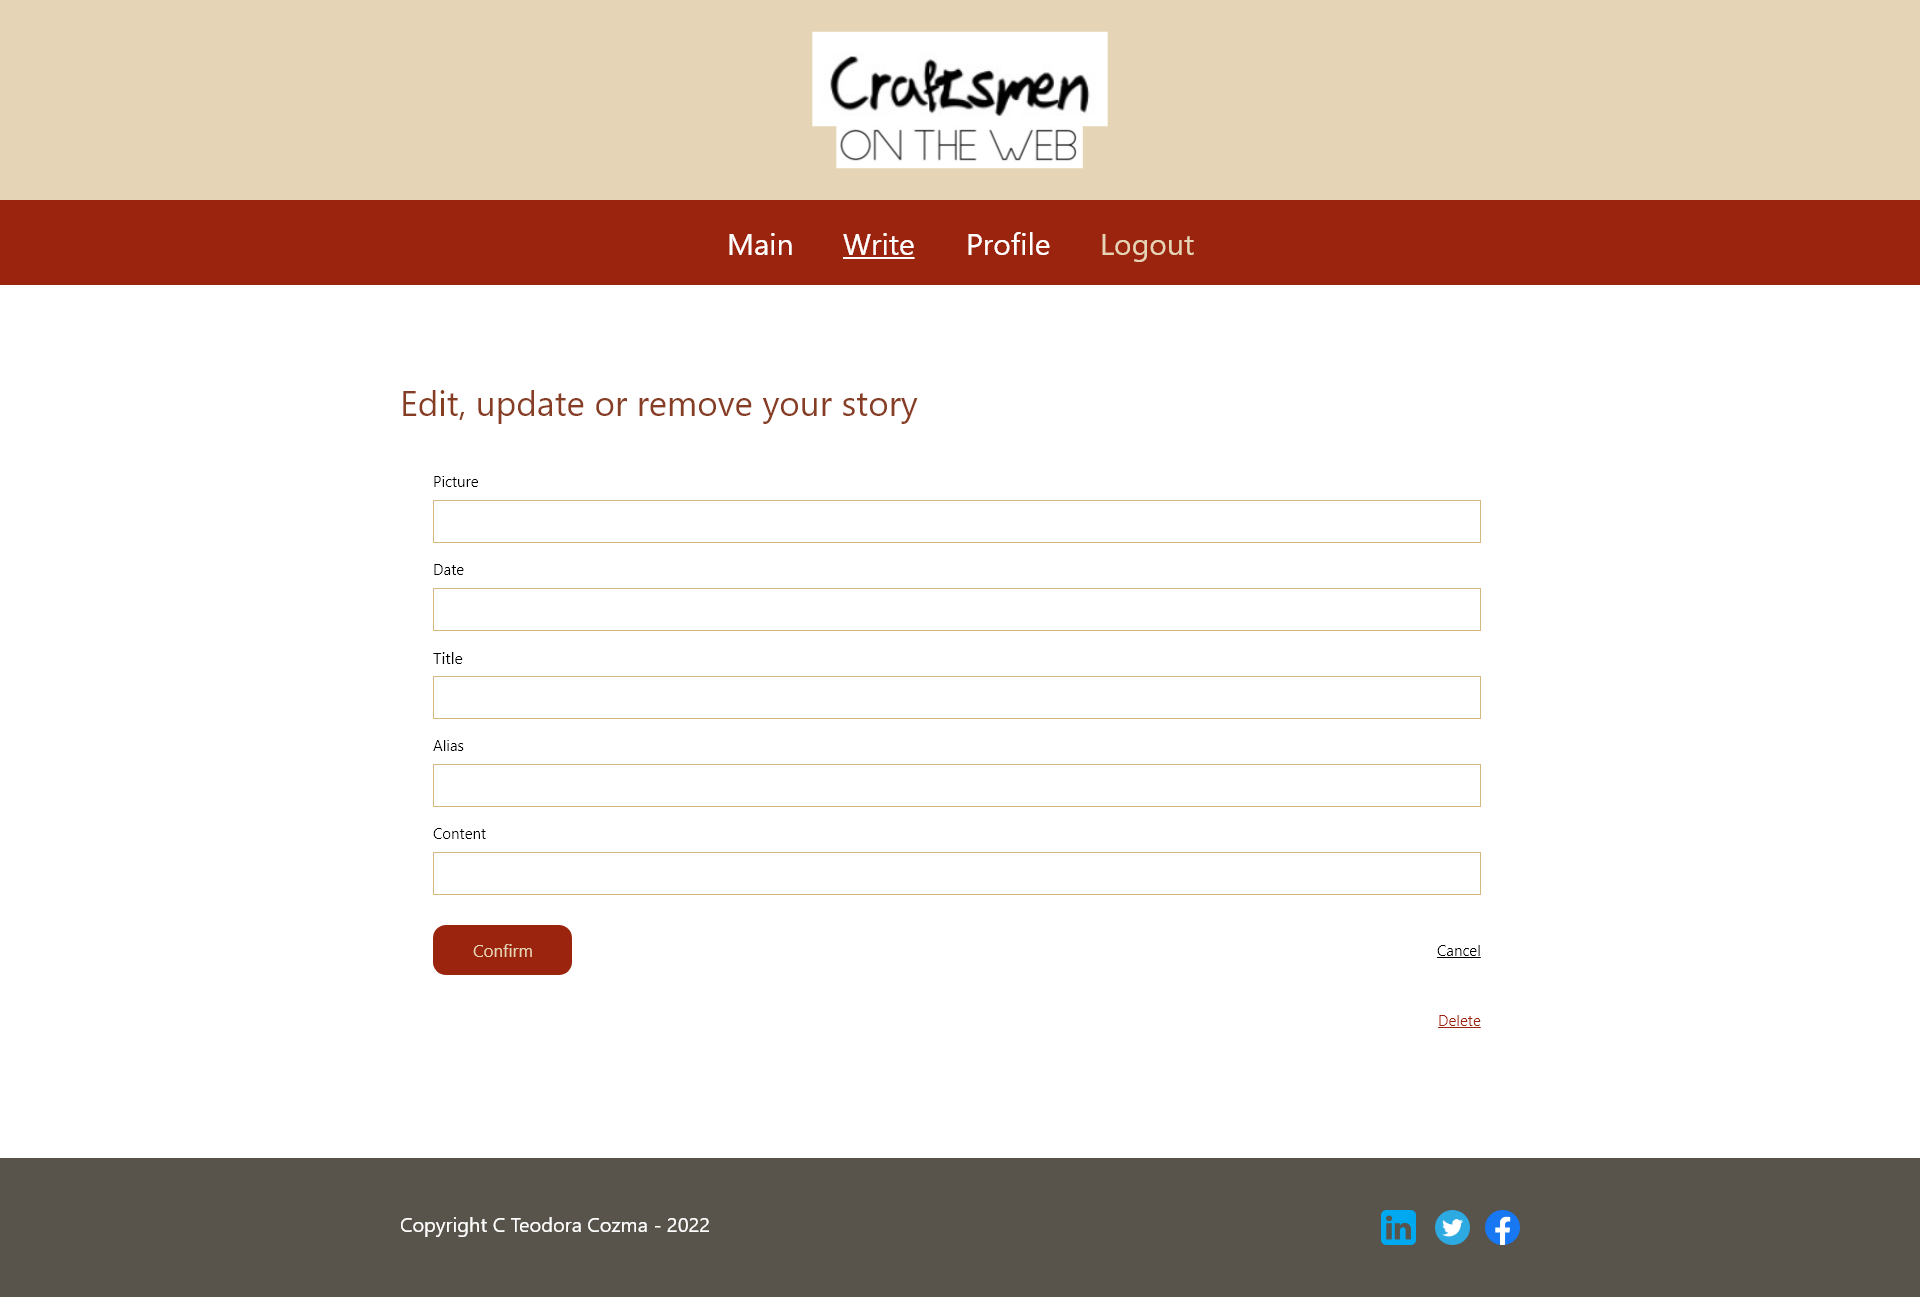 Craftsmen
ON THE WEB
Main Write Profile Logout
Edit, update or remove your story
Picture
Date
Title
Alias
Content
Confirm Cancel
Delete
Copyright C Teodora Cozma - 2022